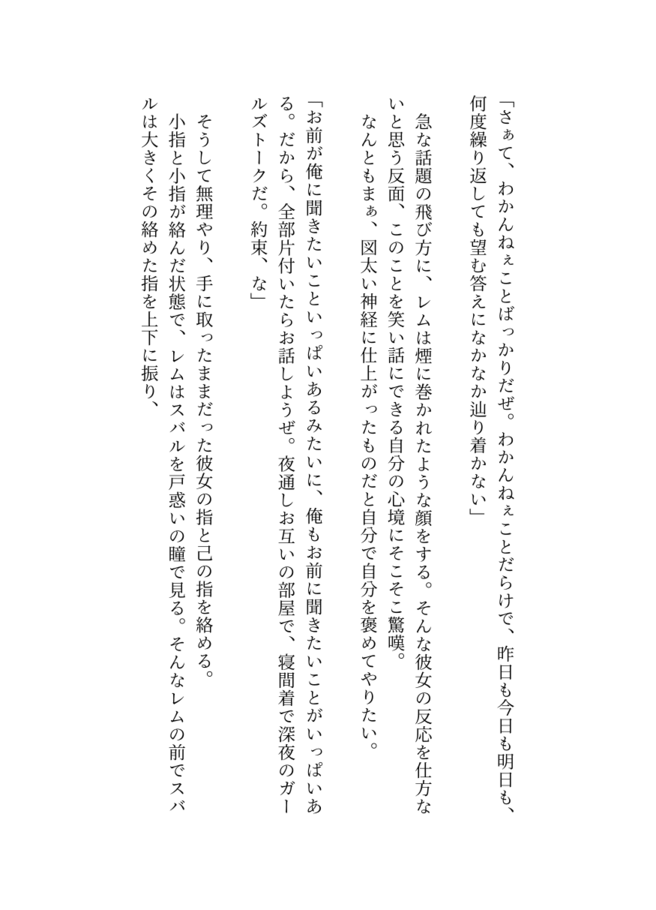 「さぁて、わかんねぇことばっかりだぜ。わかんねぇことだらけで、昨日も今日も明日も、
何度繰り返しても望む答えになかなか辿り着かない」
急な話題の飛び方に、レムは煙に巻かれたような顔をする。そんな彼女の反応を仕方な
いと思う反面、このことを笑い話にできる自分の心境にそこそこ驚嘆。
なんともまぁ、図太い神経に仕上がったものだと自分で自分を褒めてやりたい。
「お前が俺に聞きたいこといっぱいあるみたいに、俺もお前に聞きたいことがいっぱいあ
る。だから、全部片付いたらお話しようぜ。夜通しお互いの部屋で、寝間着で深夜のガー
ルズトークだ。約束、な」
そうして無理やり、手に取ったままだった彼女の指と己の指を絡める。
小指と小指が絡んだ状態で、レムはスバルを戸惑いの瞳で見る。そんなレムの前でスバ
ルは大きくその絡めた指を上下に振り、